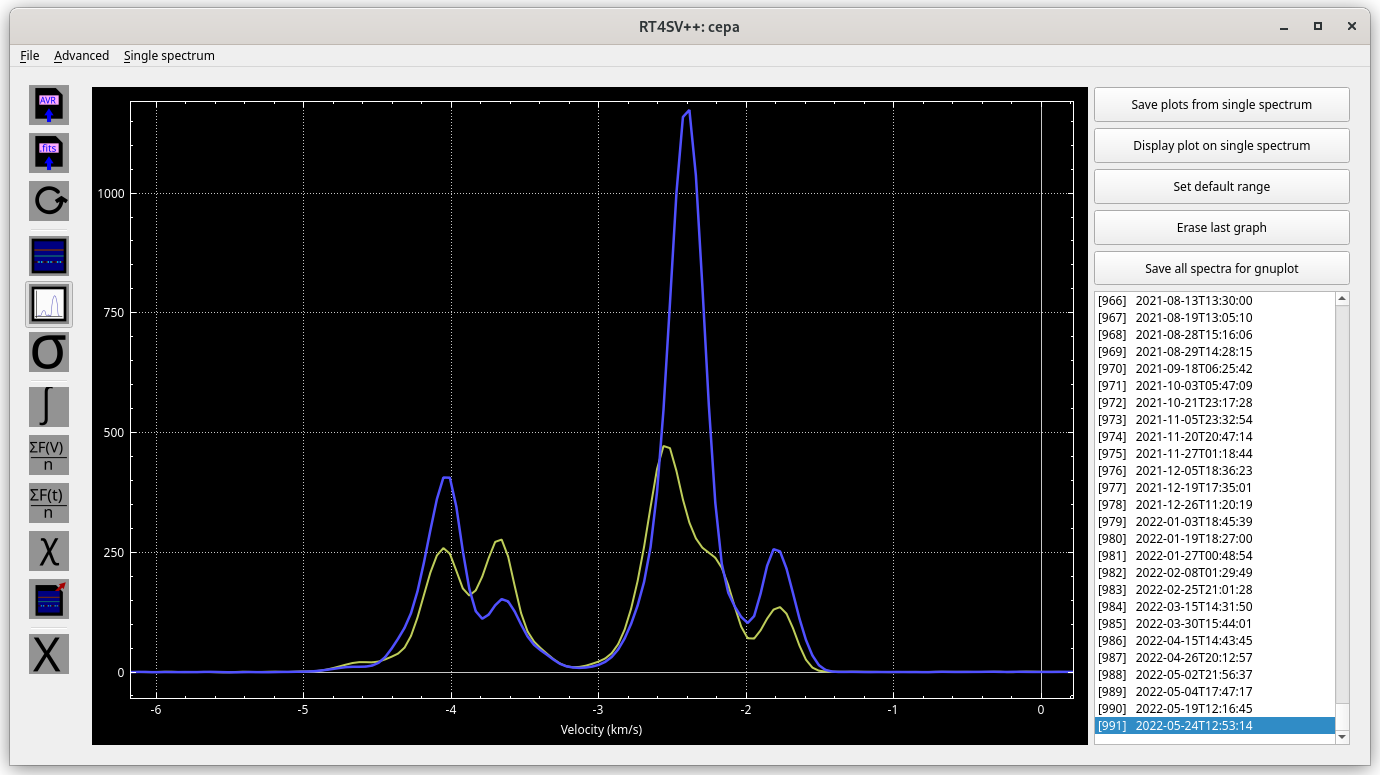 RT4SV++: cepa
File Advanced Single spectrum
AVR
.fits
σ
∫
ΣF(V)
n
ΣF(t)
n
χ
X
1000
750
500
250
0
-6 -5 -4 -3 -2 -1 0
Velocity (km/s)
Save plots from single spectrum
Display plot on single spectrum
Set default range
Erase last graph
Save all spectra for gnuplot
[966] 2021-08-13T13:30:00
[967] 2021-08-19T13:05:10
[968] 2021-08-28T15:16:06
[969] 2021-08-29T14:28:15
[970] 2021-09-18T06:25:42
[971] 2021-10-03T05:47:09
[972] 2021-10-21T23:17:28
[973] 2021-11-05T23:32:54
[974] 2021-11-20T20:47:14
[975] 2021-11-27T01:18:44
[976] 2021-12-05T18:36:23
[977] 2021-12-19T17:35:01
[978] 2021-12-26T11:20:19
[979] 2022-01-03T18:45:39
[980] 2022-01-19T18:27:00
[981] 2022-01-27T00:48:54
[982] 2022-02-08T01:29:49
[983] 2022-02-25T21:01:28
[984] 2022-03-15T14:31:50
[985] 2022-03-30T15:44:01
[986] 2022-04-15T14:43:45
[987] 2022-04-26T20:12:57
[988] 2022-05-02T21:56:37
[989] 2022-05-04T17:47:17
[990] 2022-05-19T12:16:45
[991] 2022-05-24T12:53:14